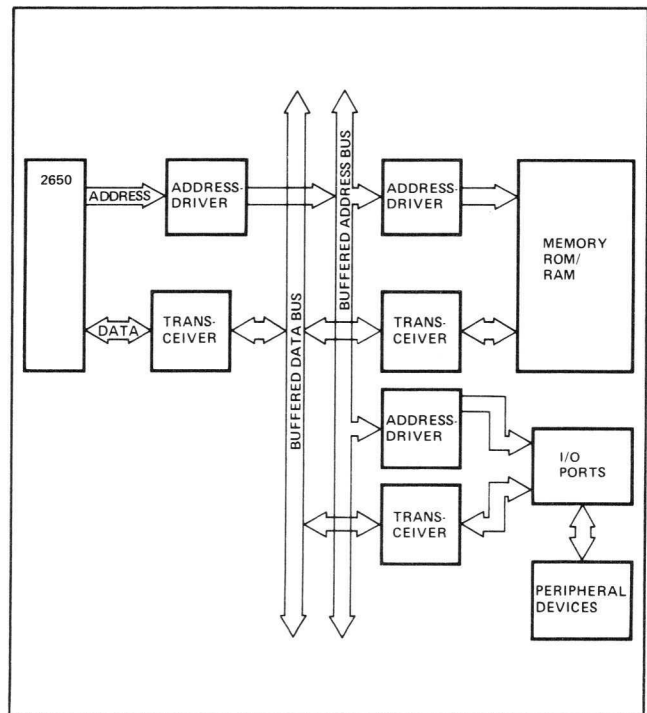 2650
ADDRESS
ADDRESS-
DRIVER
BUFFERED DATA BUS
BUFFERED ADDRESS BUS
ADDRESS-
DRIVER
MEMORY
ROM/
RAM
DATA
TRANS-
CEIVER
TRANS-
CEIVER
ADDRESS-
DRIVER
I/O
PORTS
TRANS-
CEIVER
PERIPHERAL
DEVICES